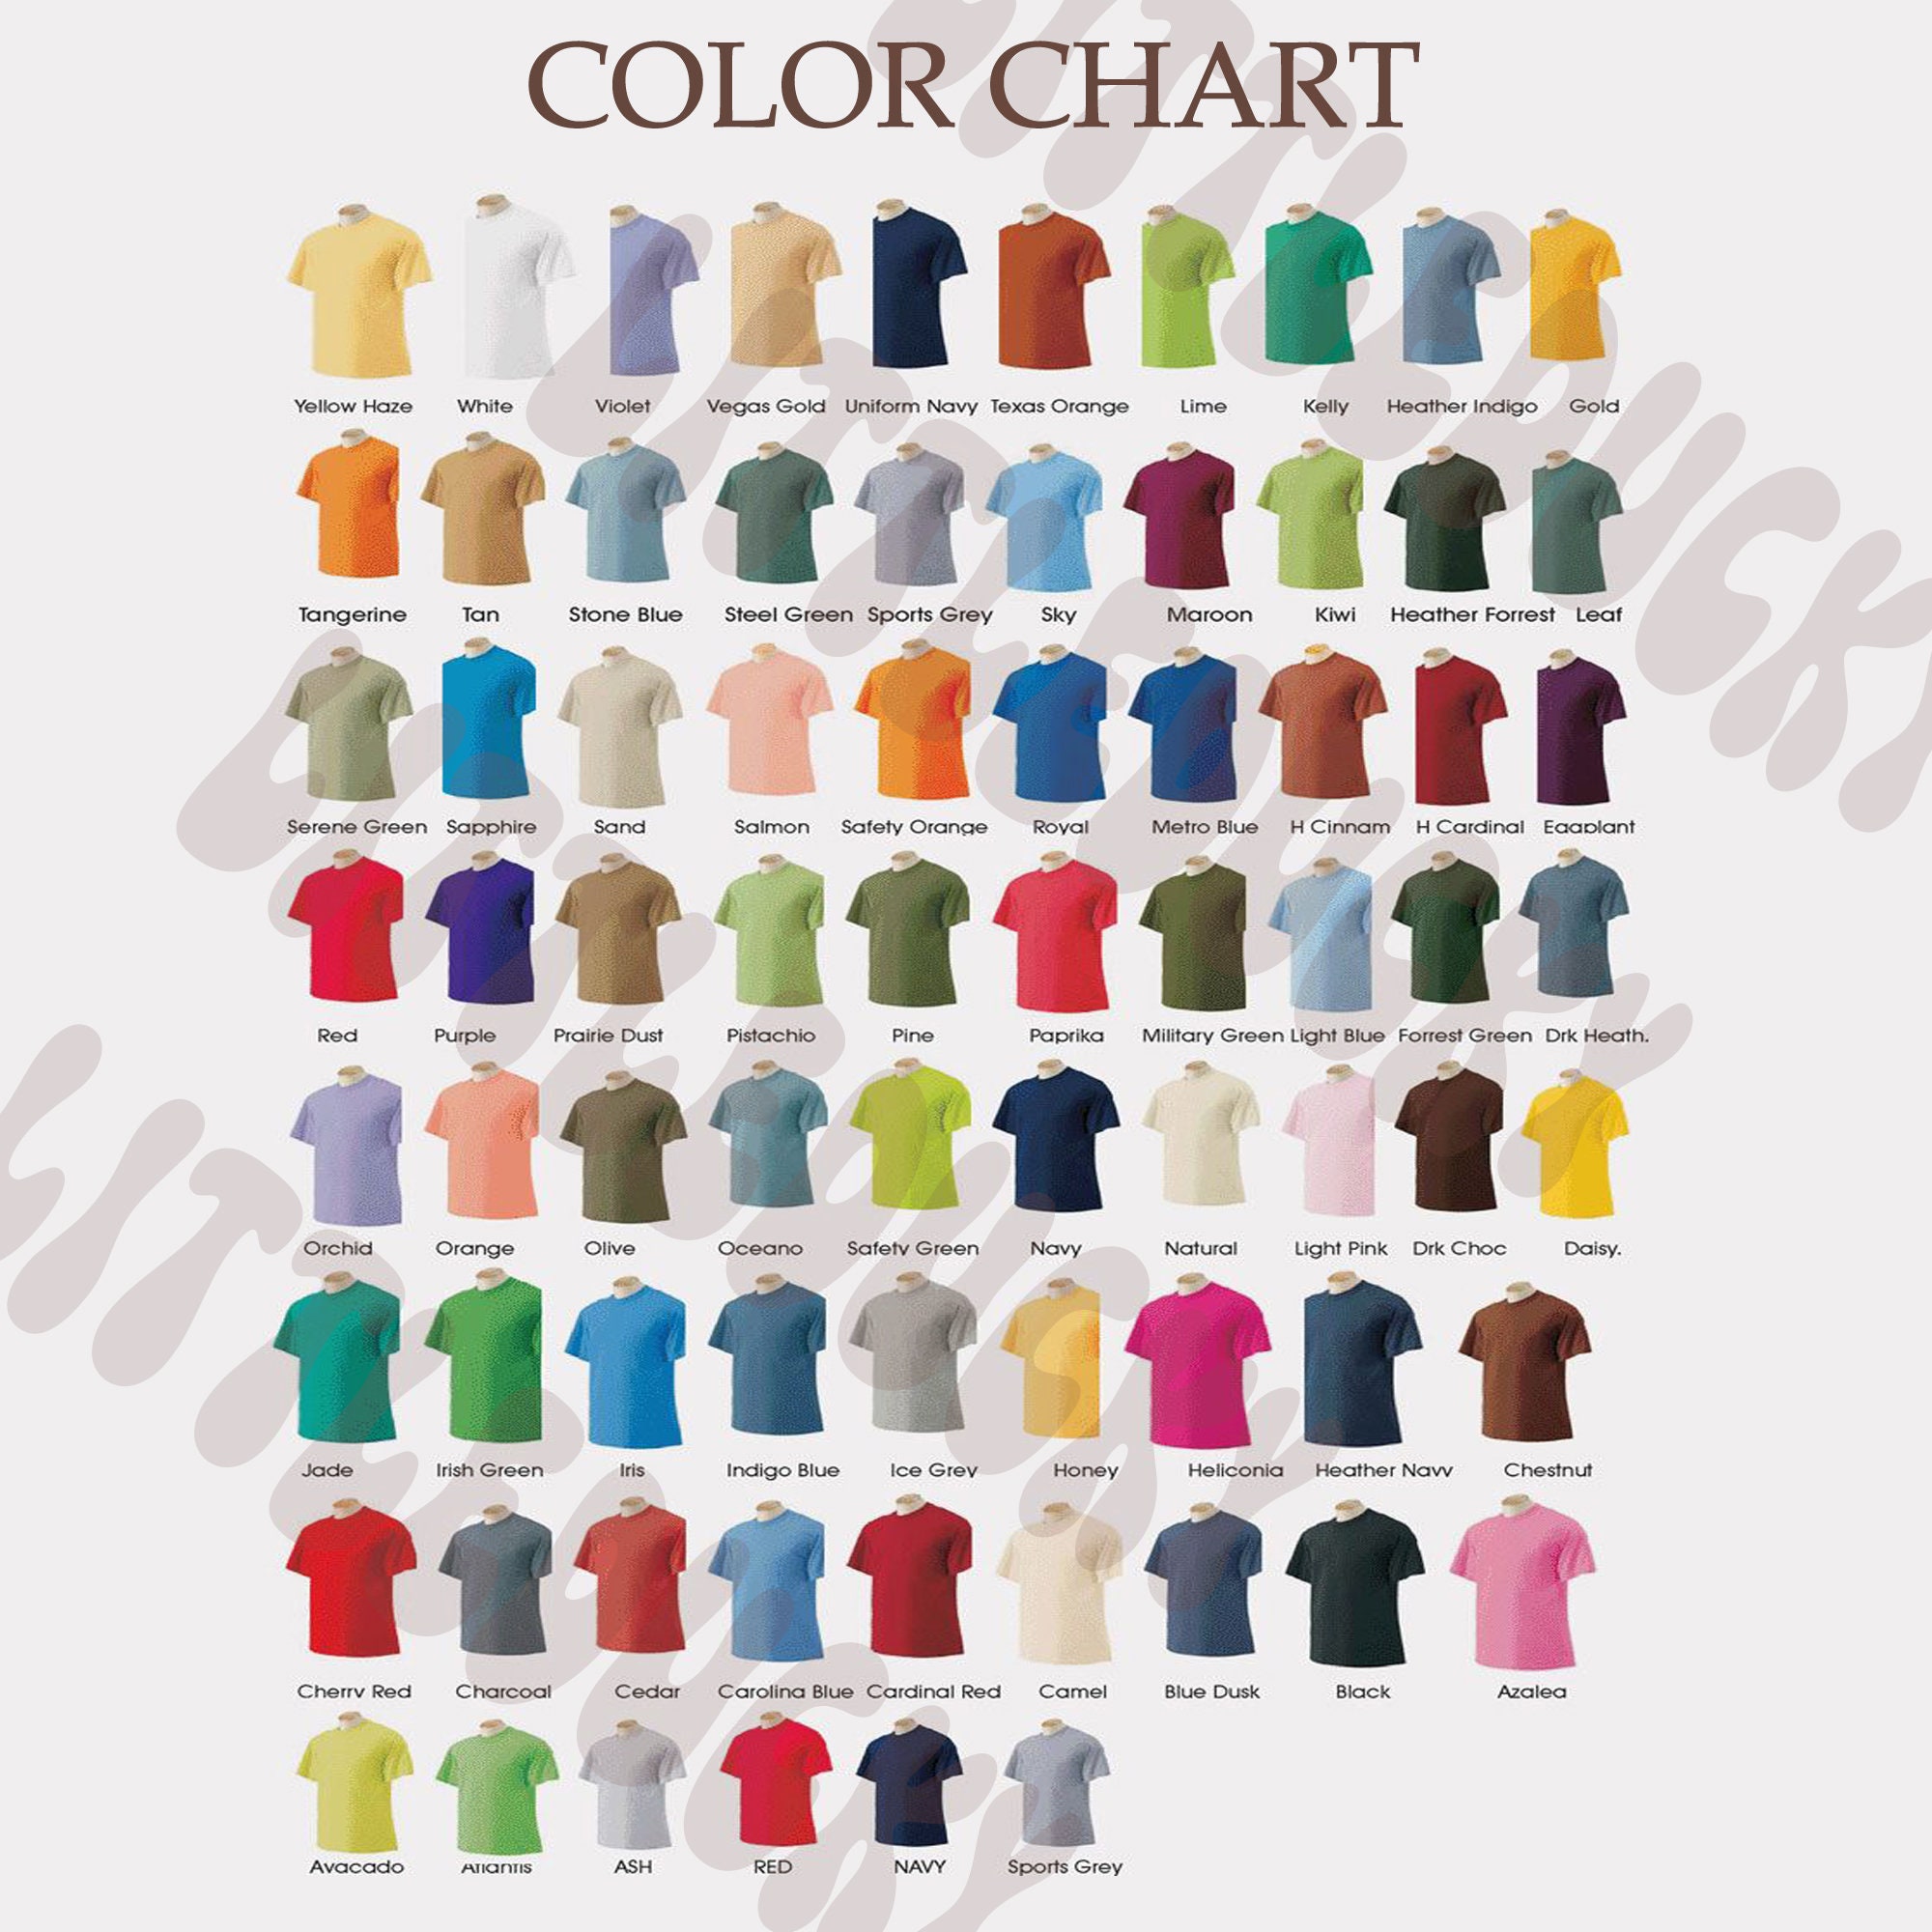 COLOR CHART
Yellow Haze White Violet Vegas Gold Uniform Navy Texas Orange Lime Kelly Heather Indigo Gold
Tangerine Tan Stone Blue Steel Green Sports Grey Sky Maroon Kiwi Heather Forrest Leaf
Serene Green Sapphire Sand Salmon Safety Orange Royal Metro Blue H Cinnam H Cardinal Eggplant
Red Purple Prairie Dust Pistachio Pine Paprika Military Green Light Blue Forrest Green Drk Heath.
Orchid Orange Olive Oceano Safety Green Navy Natural Light Pink Drk Choc Daisy.
Jade Irish Green Iris Indigo Blue Ice Grey Honey Heliconia Heather Navy Chestnut
Cherry Red Charcoal Cedar Carolina Blue Cardinal Red Camel Blue Dusk Black Azalea
Avacado Atlantis ASH RED NAVY Sports Grey